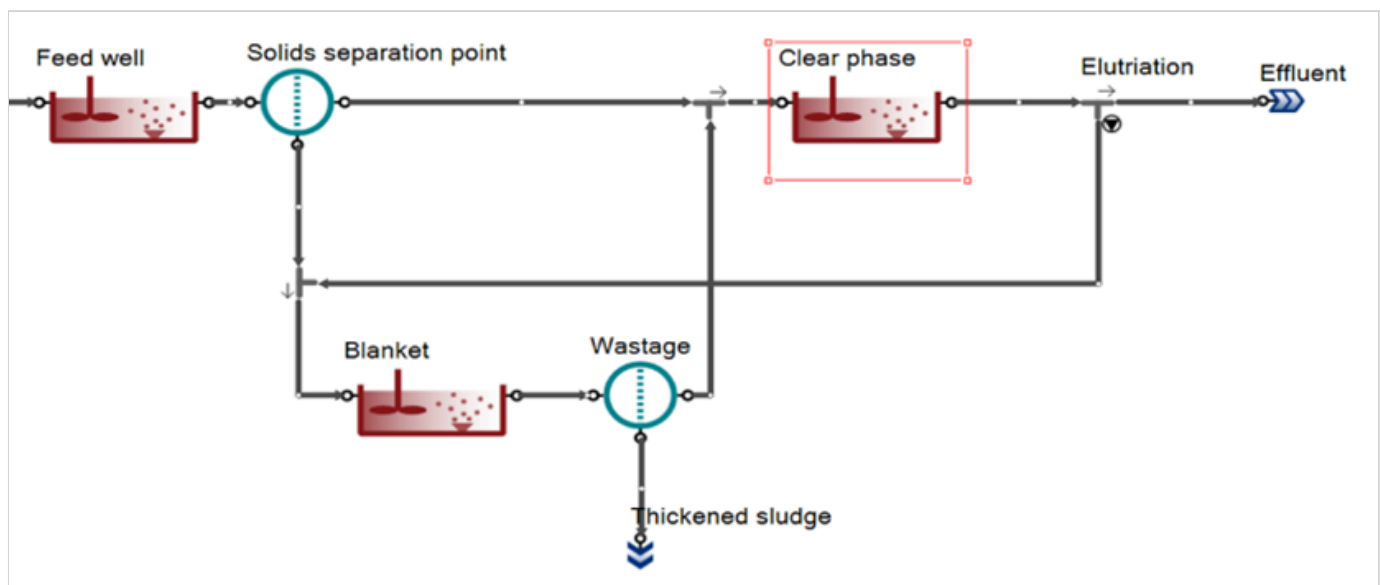 Feed well
Solids separation point
Clear phase
Elutriation
Effluent
Blanket
Wastage
Thickened sludge